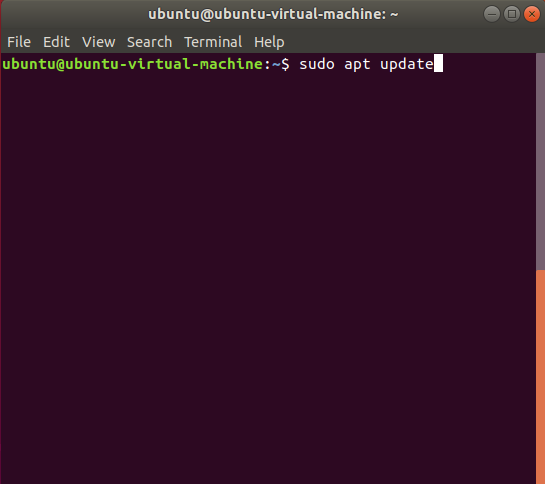 ubuntu@ubuntu-virtual-machine: ~
File Edit View Search Terminal Help
ubuntu@ubuntu-virtual-machine:~$ sudo apt update